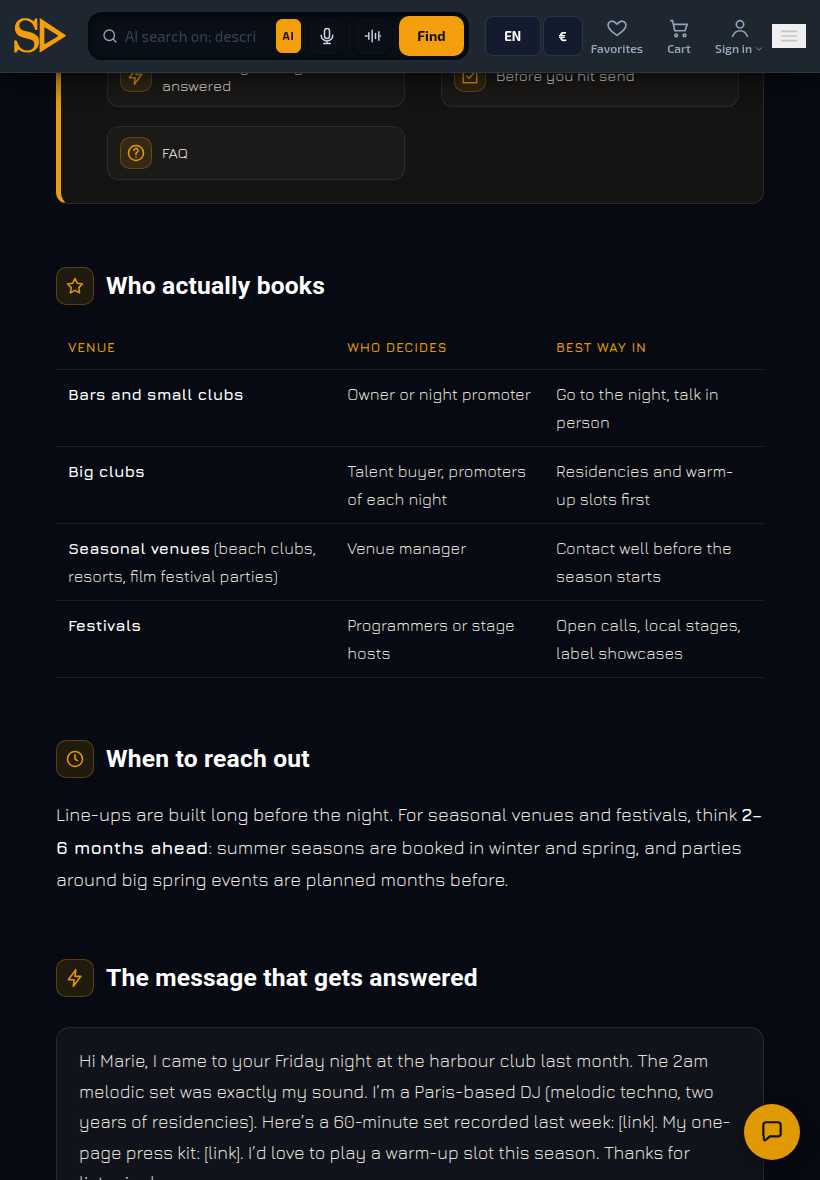 SD
AI search on: descri
AI
Find
EN
€
Favorites
Cart
Sign in
answered
Before you hit send
FAQ
Who actually books
VENUE WHO DECIDES BEST WAY IN
Bars and small clubs Owner or night promoter Go to the night, talk in
person
Big clubs Talent buyer, promoters Residencies and warm-
of each night up slots first
Seasonal venues (beach clubs, Venue manager Contact well before the
resorts, film festival parties) season starts
Festivals Programmers or stage Open calls, local stages,
hosts label showcases
When to reach out
Line-ups are built long before the night. For seasonal venues and festivals, think 2–
6 months ahead: summer seasons are booked in winter and spring, and parties
around big spring events are planned months before.
The message that gets answered
Hi Marie, I came to your Friday night at the harbour club last month. The 2am
melodic set was exactly my sound. I'm a Paris-based DJ (melodic techno, two
years of residencies). Here's a 60-minute set recorded last week: [link]. My one-
page press kit: [link]. I'd love to play a warm-up slot this season. Thanks for